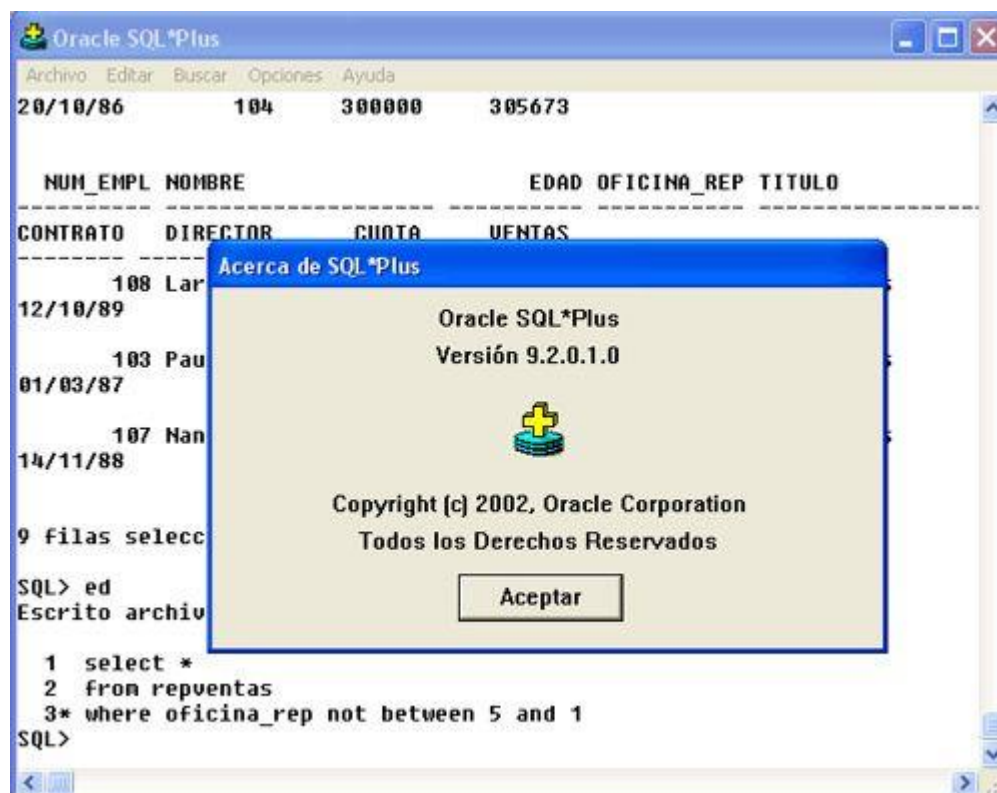 Oracle SQL*Plus
Archivo Editar Buscar Opciones Ayuda
20/10/86 104 300000 305673
NUM_EMPL NOMBRE EDAD OFICINA_REP TITULO
---------- -------------------- ---------- ----------- ----------------
CONTRATO DIRECTOR CUOTA VENTAS
Acerca de SQL*Plus
108 Lar
12/10/89
Oracle SQL*Plus
Versión 9.2.0.1.0
103 Pau
01/03/87
107 Nan
14/11/88
Copyright (c) 2002, Oracle Corporation
Todos los Derechos Reservados
9 filas selecc
Aceptar
SQL> ed
Escrito archiv
1 select *
2 from repventas
3* where oficina_rep not between 5 and 1
SQL>